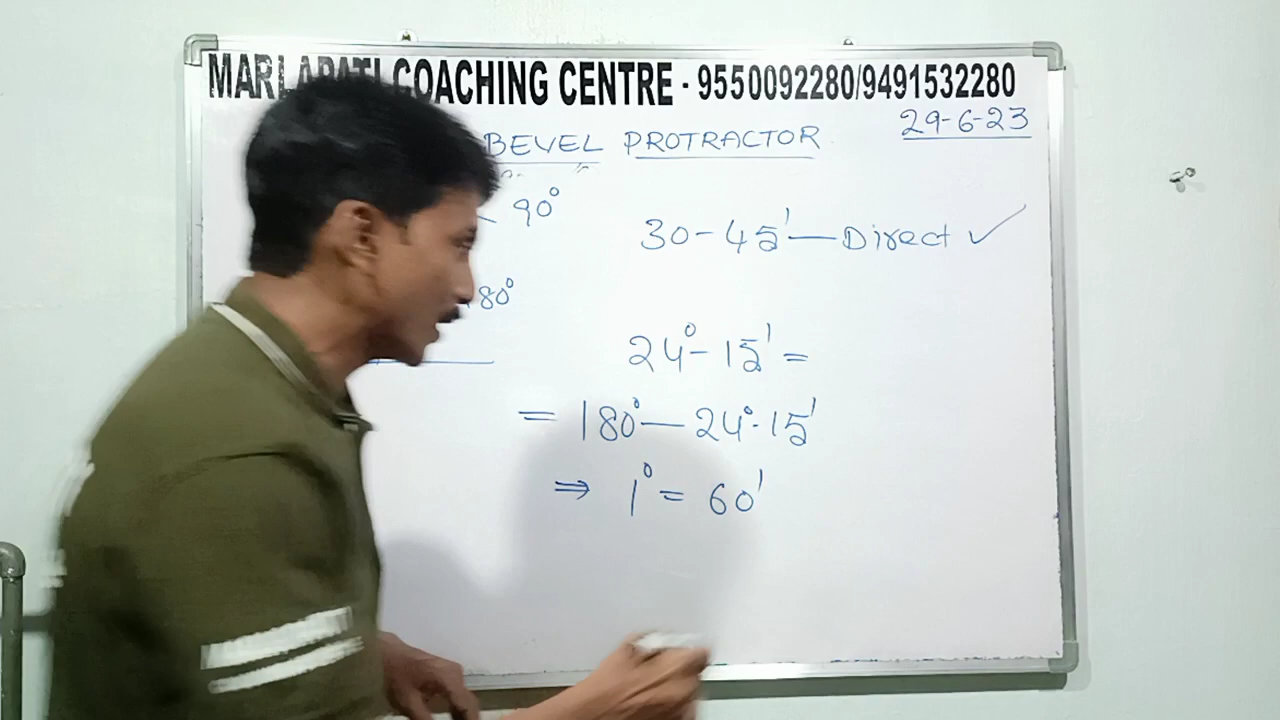 MARLAPATI COACHING CENTRE - 9550092280/9491532280
29-6-23
BEVEL PROTRACTOR
90°
30-45'—Direct ✓
80°
24°-15' =
= 180°— 24°.15'
⇒ 1° = 60'